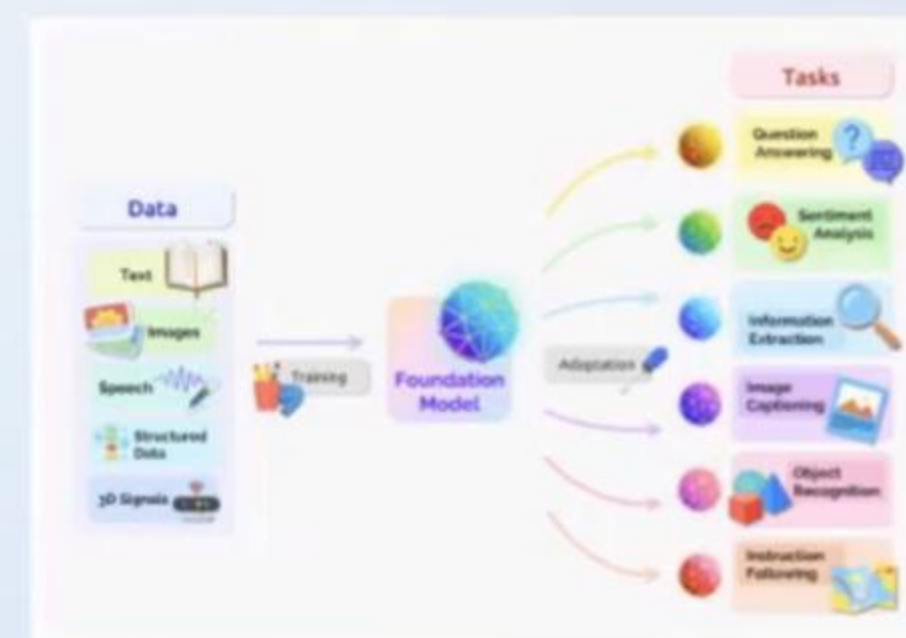 Tasks
Question
Answering
Data
Sentiment
Analysis
Text
Images
Information
Extraction
Speech
Training
Foundation
Model
Adaptation
Image
Captioning
Structured
Data
3D Signals
Object
Recognition
Instruction
Following